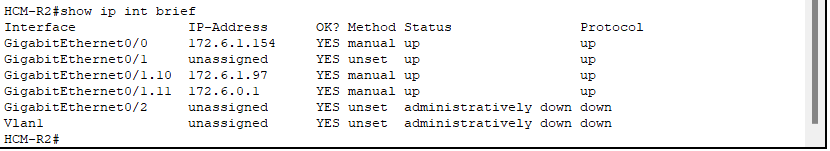 HCM-R2#show ip int brief
Interface IP-Address OK? Method Status Protocol
GigabitEthernet0/0 172.6.1.154 YES manual up up
GigabitEthernet0/1 unassigned YES unset up up
GigabitEthernet0/1.10 172.6.1.97 YES manual up up
GigabitEthernet0/1.11 172.6.0.1 YES manual up up
GigabitEthernet0/2 unassigned YES unset administratively down down
Vlan1 unassigned YES unset administratively down down
HCM-R2#